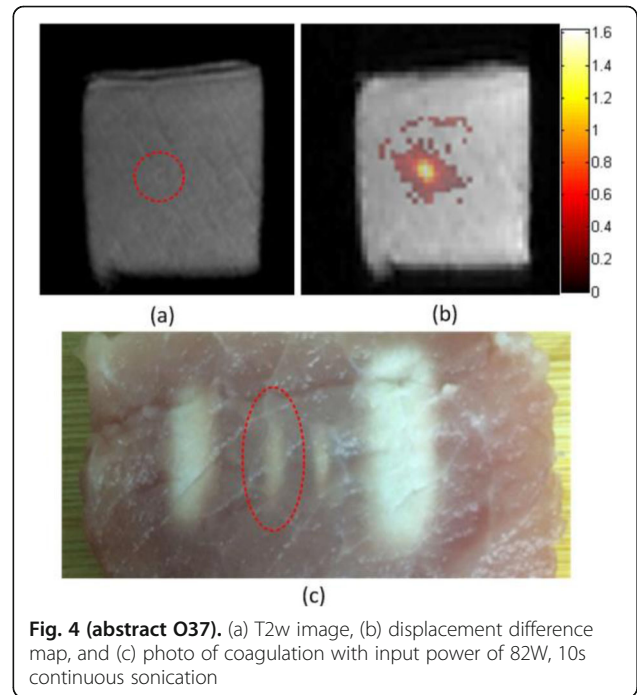 1.6
1.4
1.2
1
0.8
0.6
0.4
0.2
0
(a)
(b)
(c)
Fig. 4 (abstract O37). (a) T2w image, (b) displacement difference
map, and (c) photo of coagulation with input power of 82W, 10s
continuous sonication